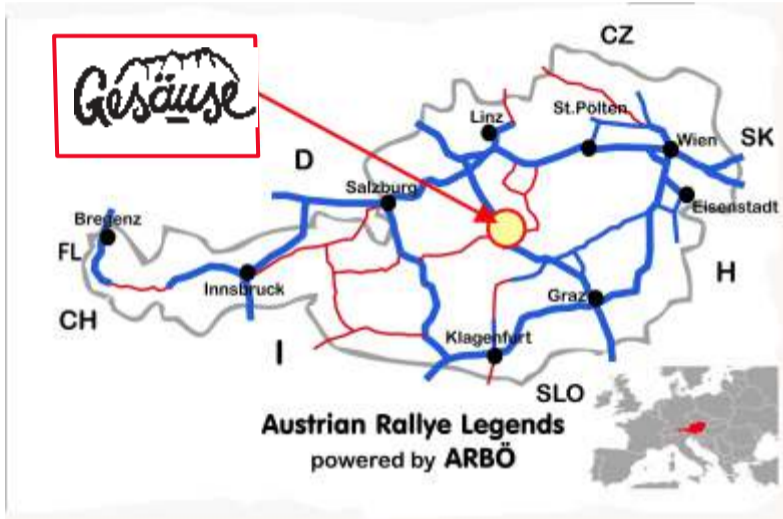 Gesäuse
CZ
Linz
St.Pölten
Wien
SK
D
Salzburg
Eisenstadt
Bregenz
FL
Innsbruck
H
Graz
CH
Klagenfurt
I
SLO
Austrian Rallye Legends
powered by ARBÖ